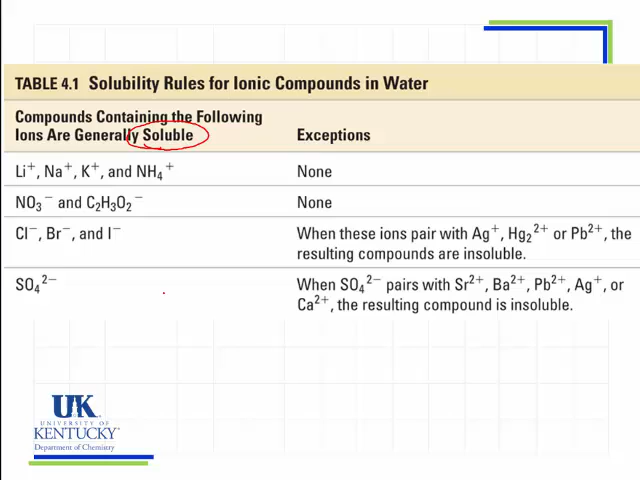 TABLE 4.1 Solubility Rules for Ionic Compounds in Water
Compounds Containing the Following
Ions Are Generally Soluble
Exceptions
Li⁺, Na⁺, K⁺, and NH₄⁺
None
NO₃⁻ and C₂H₃O₂⁻
None
Cl⁻, Br⁻, and I⁻
When these ions pair with Ag⁺, Hg₂²⁺ or Pb²⁺, the
resulting compounds are insoluble.
SO₄²⁻
When SO₄²⁻ pairs with Sr²⁺, Ba²⁺, Pb²⁺, Ag⁺, or
Ca²⁺, the resulting compound is insoluble.
UK
UNIVERSITY OF
KENTUCKY
Department of Chemistry